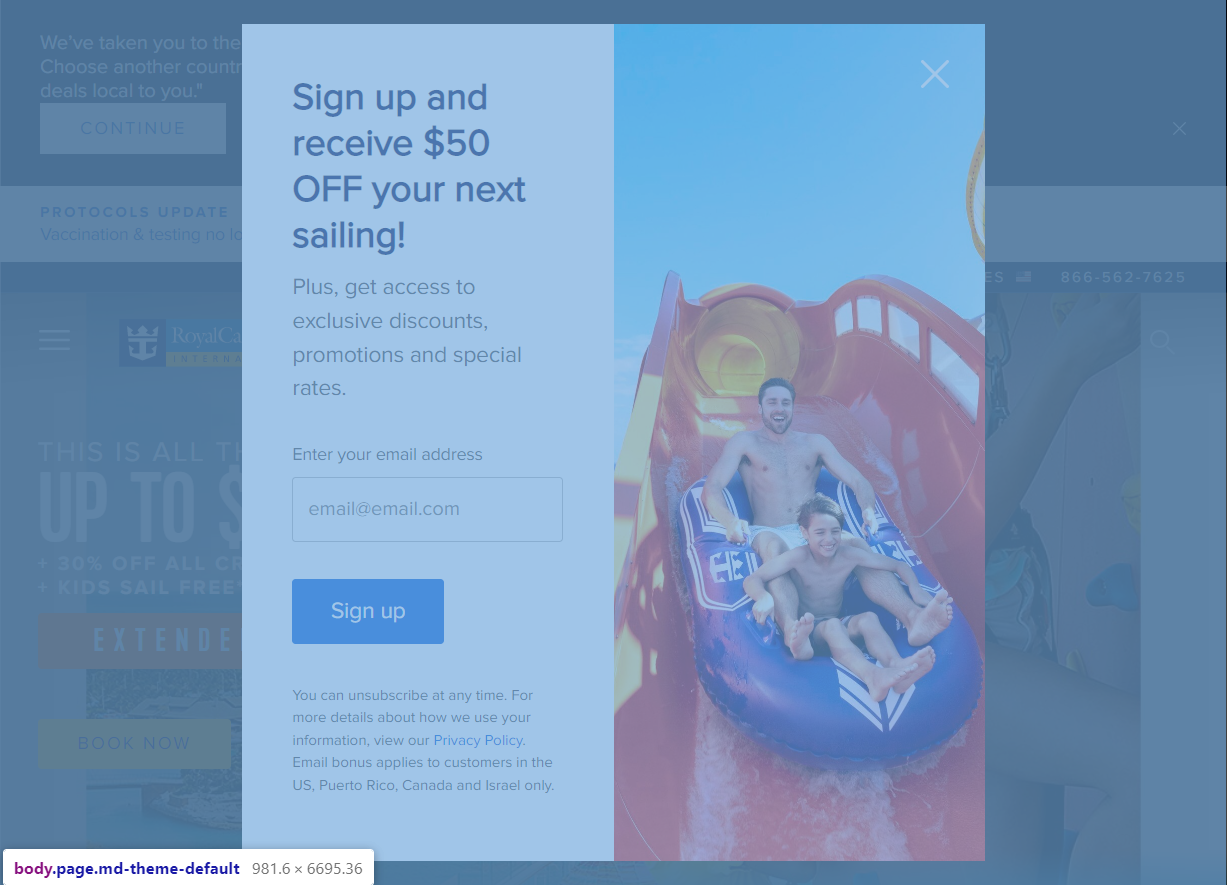 We've taken you to the
Choose another countr
deals local to you."
CONTINUE
PROTOCOLS UPDATE
Vaccination & testing no lo
ES
866-562-7625
RoyalCa
INTERNA
THIS IS ALL TH
UP TO $
+ 30% OFF ALL CR
+ KIDS SAIL FREE*
EXTENDE
BOOK NOW
Sign up and
receive $50
OFF your next
sailing!
Plus, get access to
exclusive discounts,
promotions and special
rates.
Enter your email address
email@email.com
Sign up
You can unsubscribe at any time. For
more details about how we use your
information, view our Privacy Policy.
Email bonus applies to customers in the
US, Puerto Rico, Canada and Israel only.
body.page.md-theme-default 981.6 × 6695.36